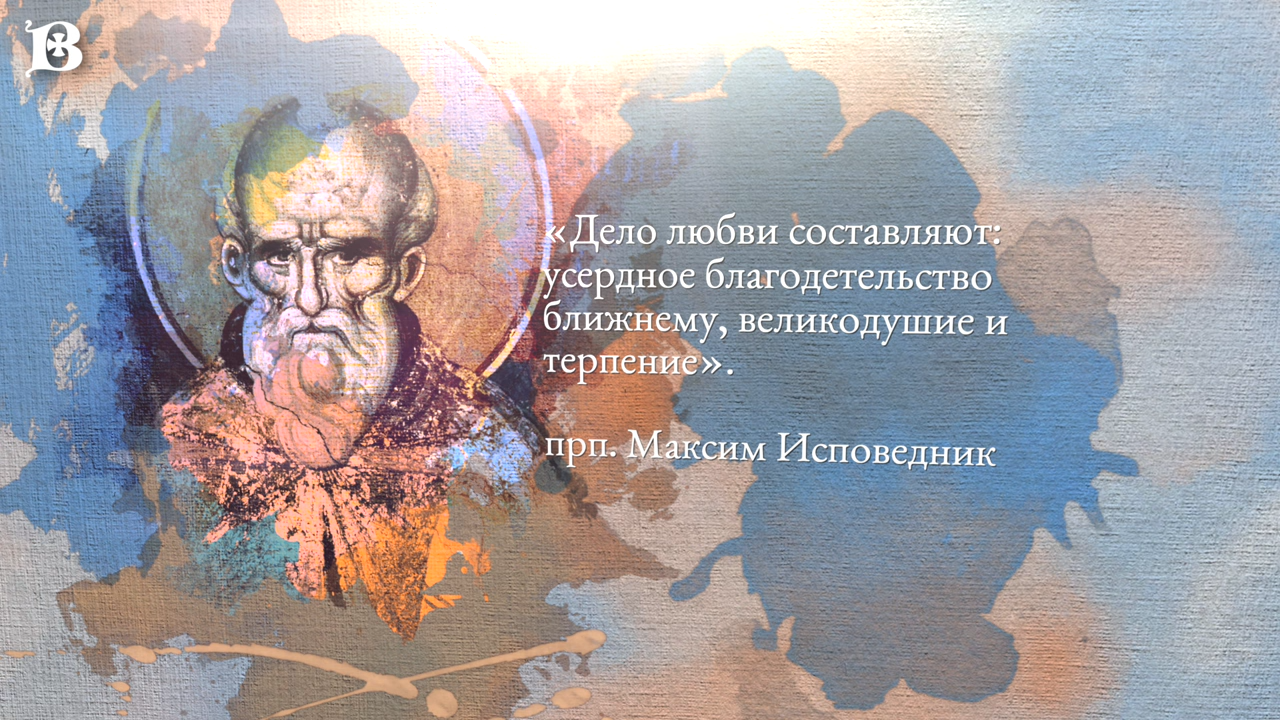 В
«Дело любви составляют:
усердное благодетельство
ближнему, великодушие и
терпение».
прп. Максим Исповедник